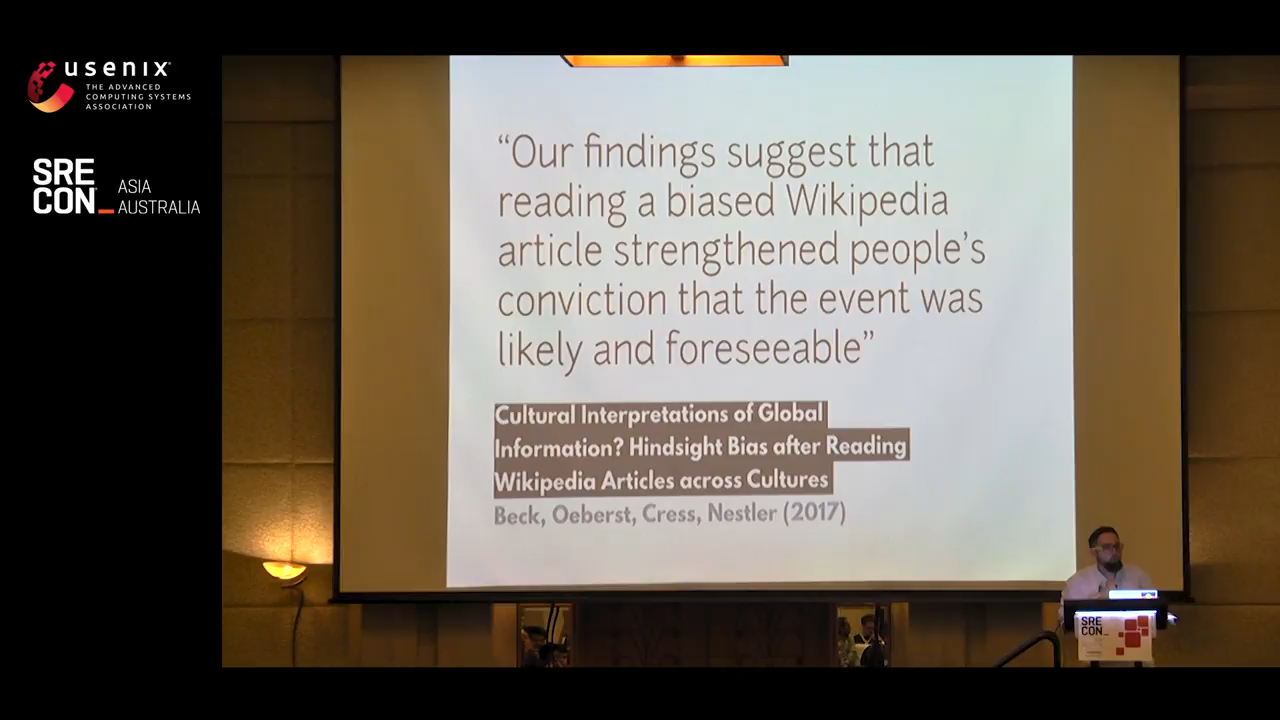 usenix
THE ADVANCED
COMPUTING SYSTEMS
ASSOCIATION
SRE
CON_
ASIA
AUSTRALIA
“Our findings suggest that
reading a biased Wikipedia
article strengthened people’s
conviction that the event was
likely and foreseeable”
Cultural Interpretations of Global
Information? Hindsight Bias after Reading
Wikipedia Articles across Cultures
Beck, Oeberst, Cress, Nestler (2017)
SRE
CON_